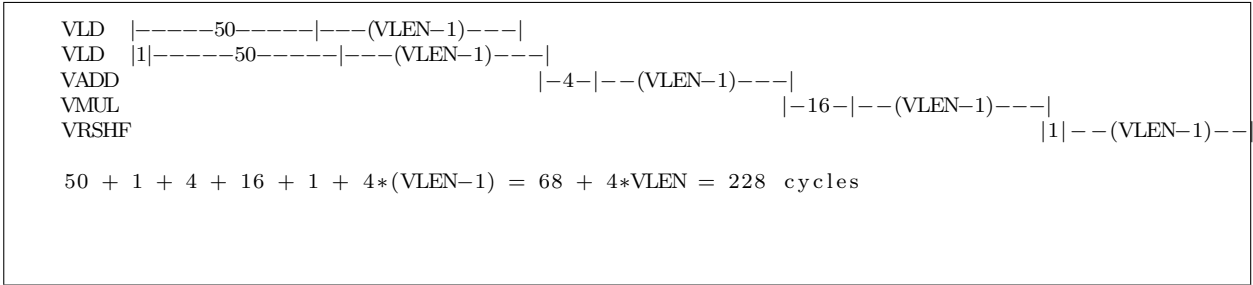 VLD |−−−−−50−−−−−|−−−(VLEN−1)−−−|
VLD |1|−−−−−50−−−−−|−−−(VLEN−1)−−−|
VADD |−4−|−−(VLEN−1)−−−|
VMUL |−16−|−−(VLEN−1)−−−|
VRSHF |1|−−(VLEN−1)−−|
50 + 1 + 4 + 16 + 1 + 4∗(VLEN−1) = 68 + 4∗VLEN = 228 cycles